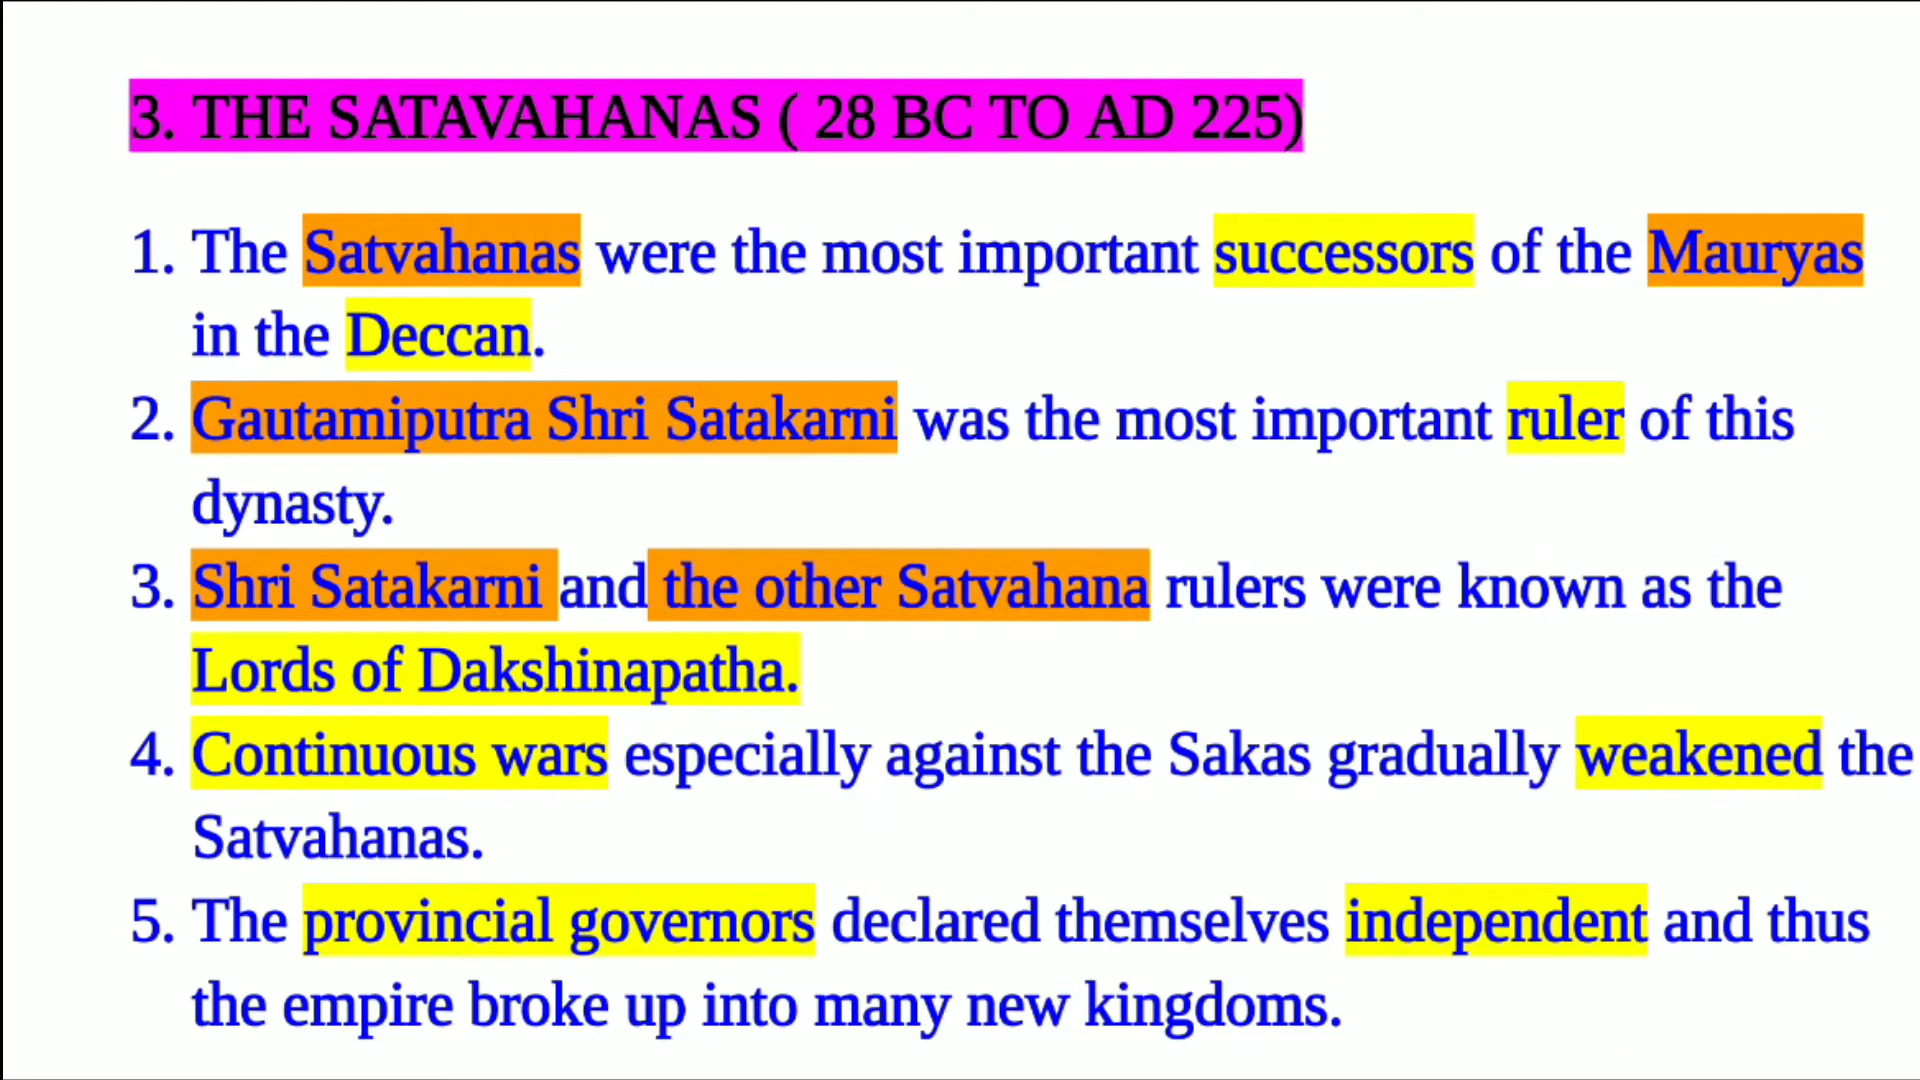 3. THE SATAVAHANAS ( 28 BC TO AD 225)
1. The Satvahanas were the most important successors of the Mauryas
in the Deccan.
2. Gautamiputra Shri Satakarni was the most important ruler of this
dynasty.
3. Shri Satakarni and the other Satvahana rulers were known as the
Lords of Dakshinapatha.
4. Continuous wars especially against the Sakas gradually weakened the
Satvahanas.
5. The provincial governors declared themselves independent and thus
the empire broke up into many new kingdoms.